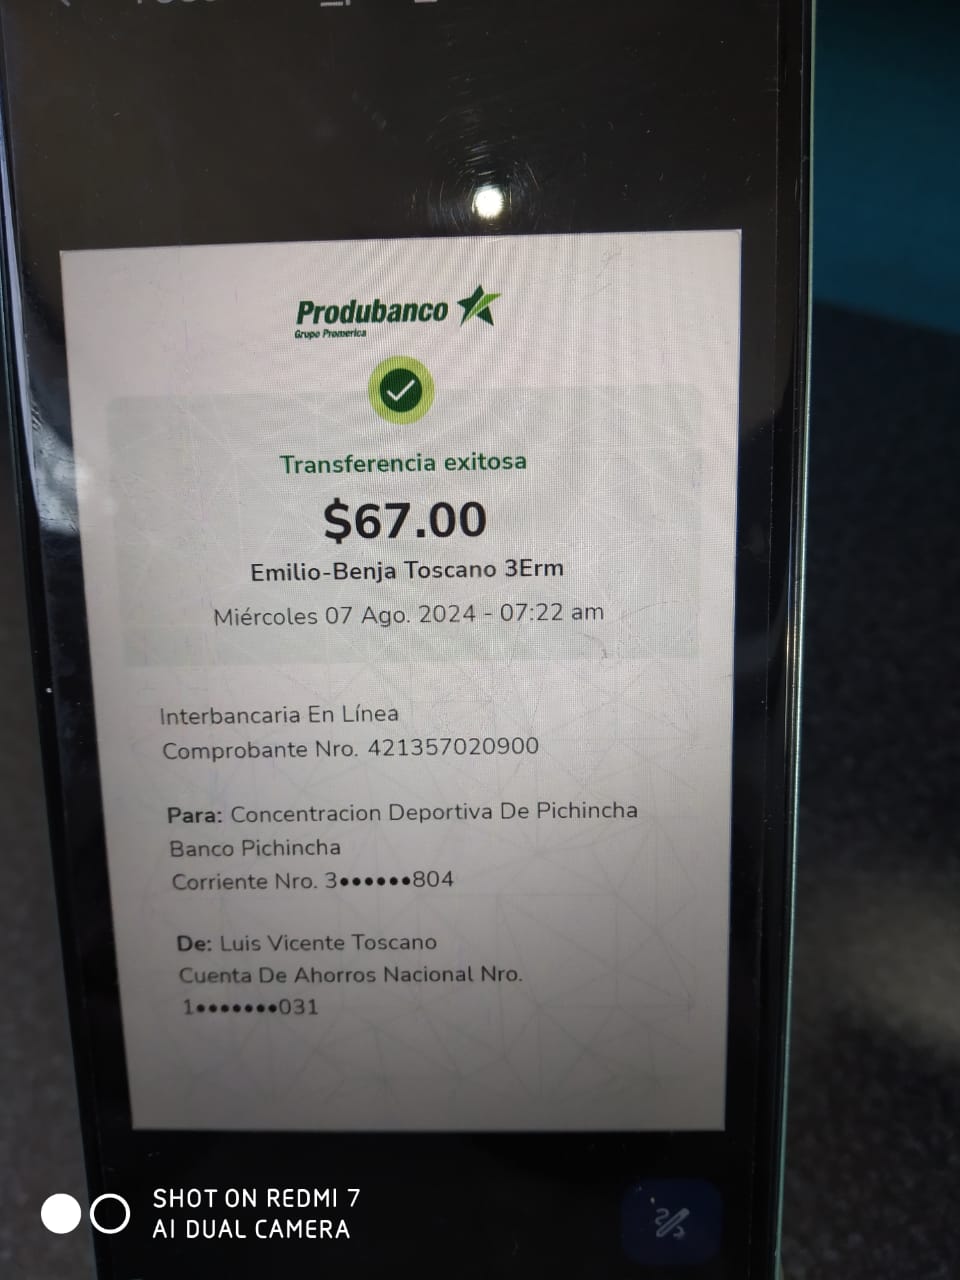 Produbanco
Grupo Promerica
Transferencia exitosa
$67.00
Emilio-Benja Toscano 3Erm
Miércoles 07 Ago. 2024 - 07:22 am
Interbancaria En Línea
Comprobante Nro. 421357020900
Para: Concentracion Deportiva De Pichincha
Banco Pichincha
Corriente Nro. 3••••••804
De: Luis Vicente Toscano
Cuenta De Ahorros Nacional Nro.
1•••••••031
SHOT ON REDMI 7
AI DUAL CAMERA